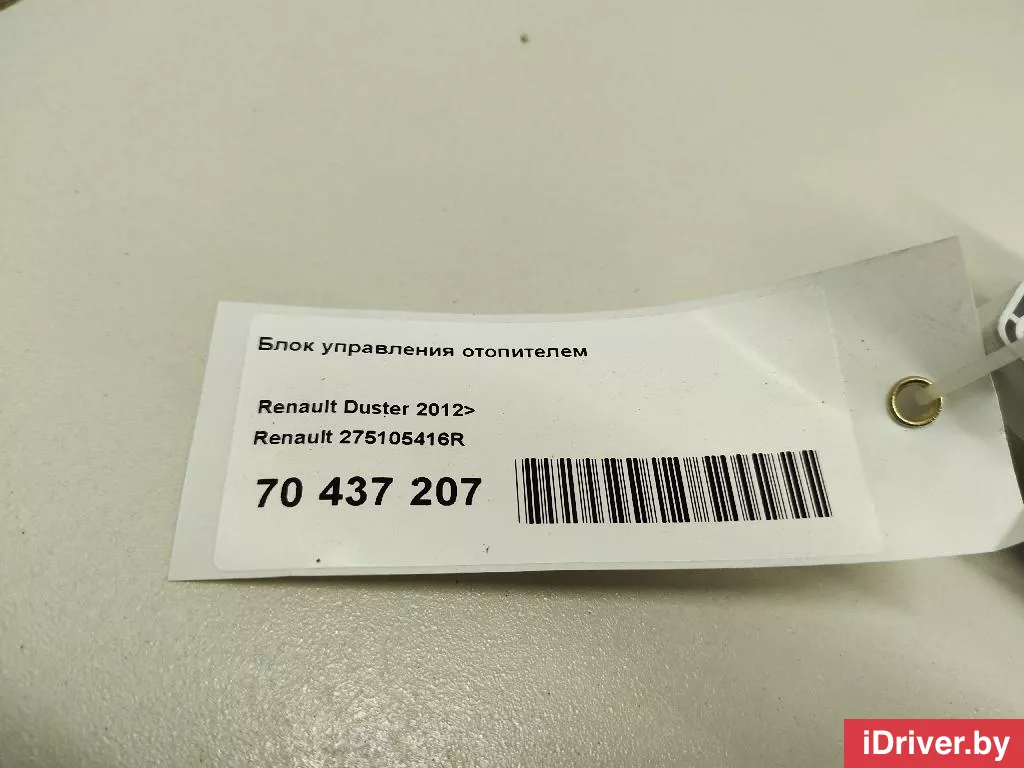 Блок управления отопителем
Renault Duster 2012>
Renault 275105416R
70 437 207
iDriver.by